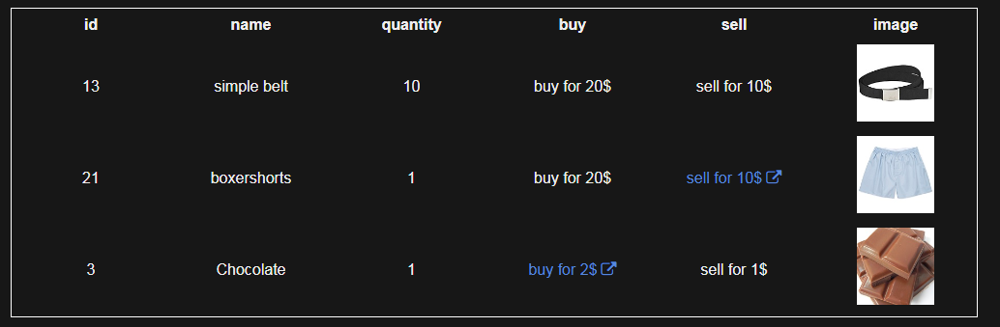 id name quantity buy sell image
13 simple belt 10 buy for 20$ sell for 10$
21 boxershorts 1 buy for 20$ sell for 10$
3 Chocolate 1 buy for 2$ sell for 1$